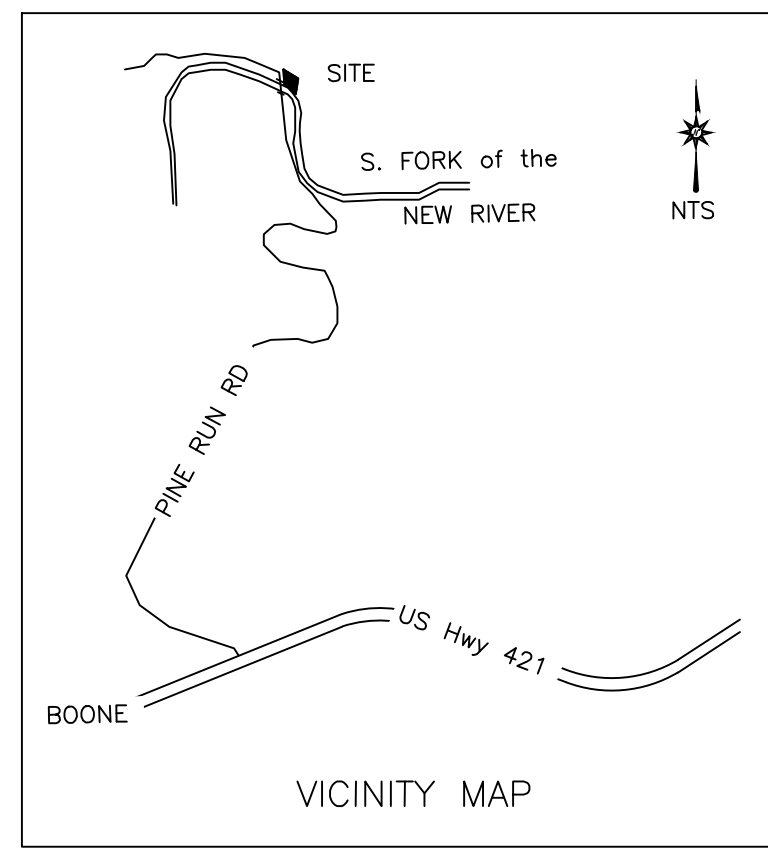 SITE
S. FORK of the
NEW RIVER
N
NTS
PINE RUN RD
US Hwy 421
BOONE
VICINITY MAP